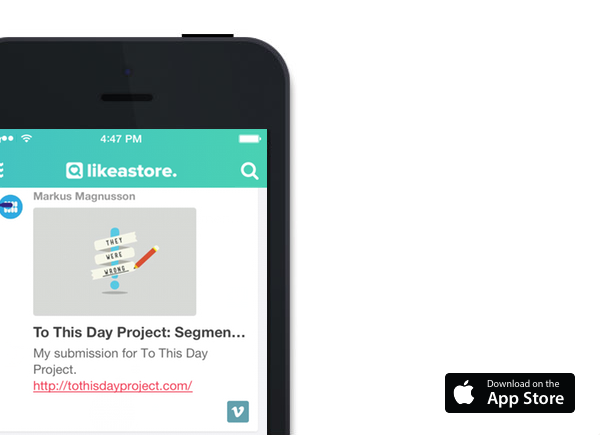 4:47 PM
likeastore.
Markus Magnusson
THEY
WERE
WRONG
To This Day Project: Segmen...
My submission for To This Day
Project.
http://tothisdayproject.com/
Download on the
App Store